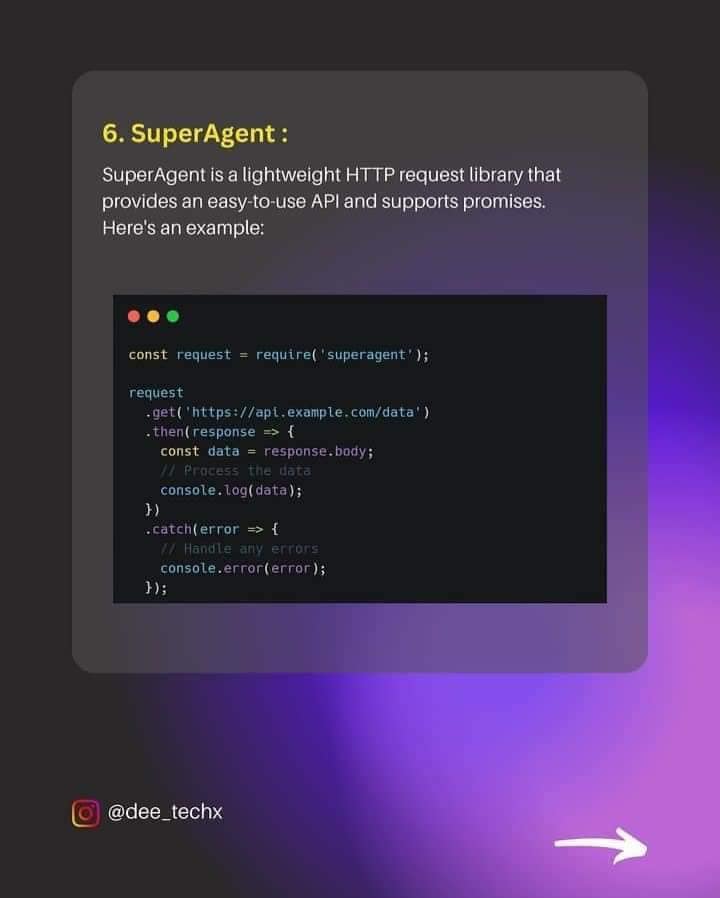 6. SuperAgent :
SuperAgent is a lightweight HTTP request library that
provides an easy-to-use API and supports promises.
Here's an example:
const request = require('superagent');
request
  .get('https://api.example.com/data')
  .then(response => {
    const data = response.body;
    // Process the data
    console.log(data);
  })
  .catch(error => {
    // Handle any errors
    console.error(error);
  });
@dee_techx